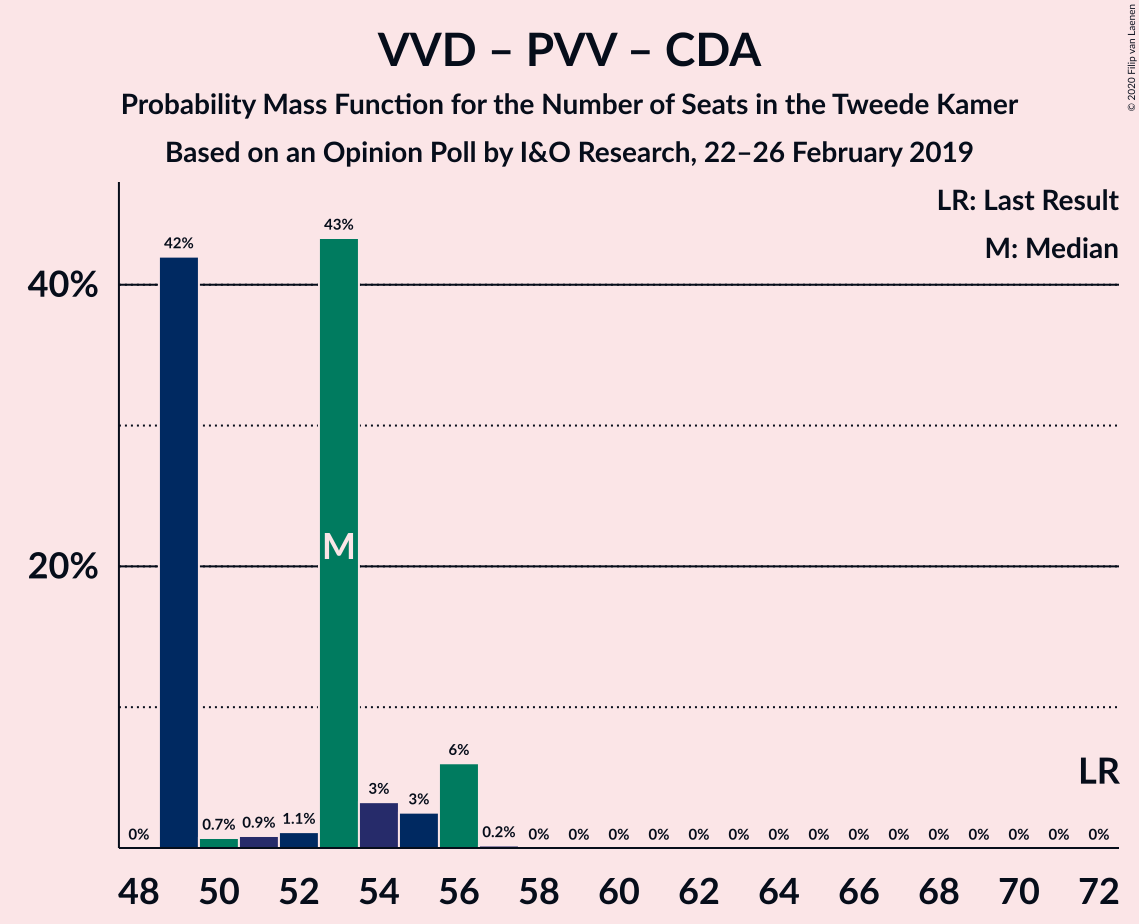 VVD – PVV – CDA
Probability Mass Function for the Number of Seats in the Tweede Kamer
Based on an Opinion Poll by I&O Research, 22–26 February 2019
© 2020 Filip van Laenen
LR: Last Result
M: Median
40%
20%
0% 42% 0.7% 0.9% 1.1% 43% 3% 3% 6% 0.2% 0% 0% 0% 0% 0% 0% 0% 0% 0% 0% 0% 0% 0% 0% 0%
M
LR
48 50 52 54 56 58 60 62 64 66 68 70 72